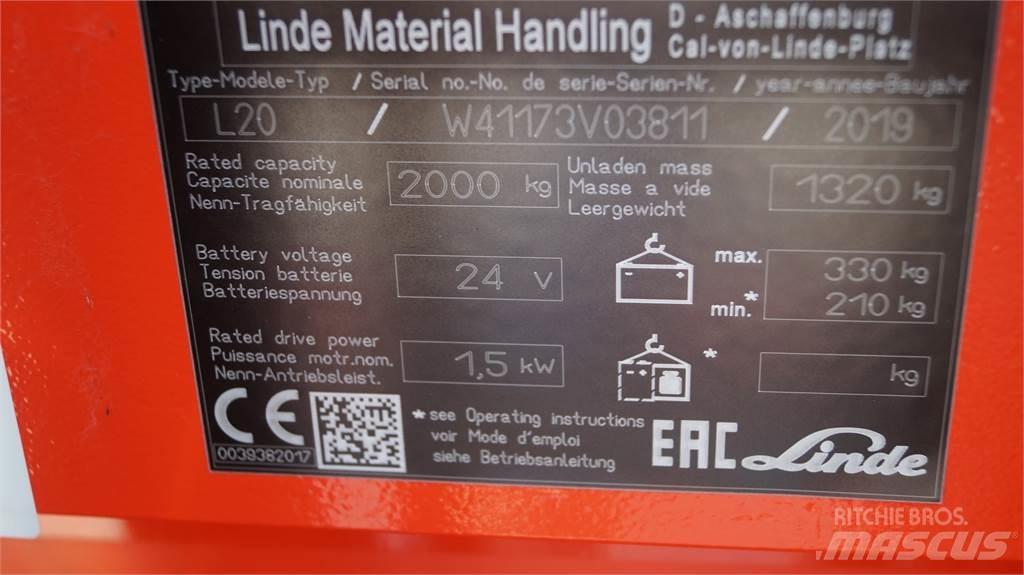 Linde Material Handling
D - Aschaffenburg
Cal-von-Linde-Platz
Type-Modele-Typ / Serial no.-No. de serie-Serien-Nr. / year-annee-Baujahr
L20 / W41173V03811 / 2019
Rated capacity
Capacite nominale
Nenn-Tragfähigkeit
2000 kg
Unladen mass
Masse a vide
Leergewicht
1320 kg
Battery voltage
Tension batterie
Batteriespannung
24 V
- +
max. 330 kg
min.* 210 kg
Rated drive power
Puissance motr.nom.
Nenn-Antriebsleist.
1,5 kW
*
kg
CE
0039382017
*see Operating instructions
voir Mode d'emploi
siehe Betriebsanleitung
EAC
Linde
RITCHIE BROS.
MASCUS